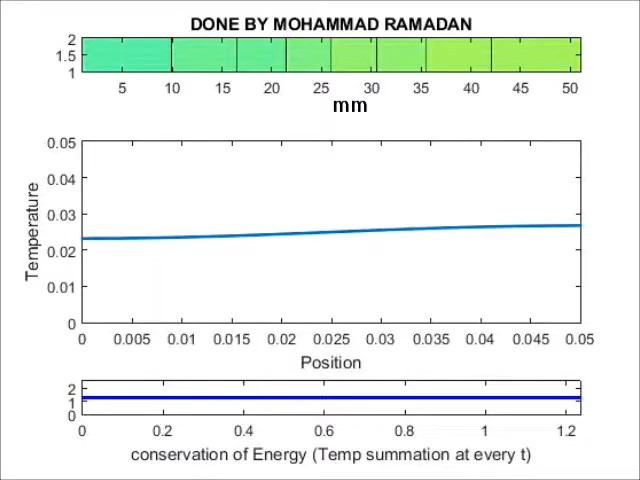 DONE BY MOHAMMAD RAMADAN
2
1.5
1
5 10 15 20 25 30 35 40 45 50
mm
0.05
0.04
0.03
0.02
0.01
0
Temperature
0 0.005 0.01 0.015 0.02 0.025 0.03 0.035 0.04 0.045 0.05
Position
2
1
0
0 0.2 0.4 0.6 0.8 1 1.2
conservation of Energy (Temp summation at every t)